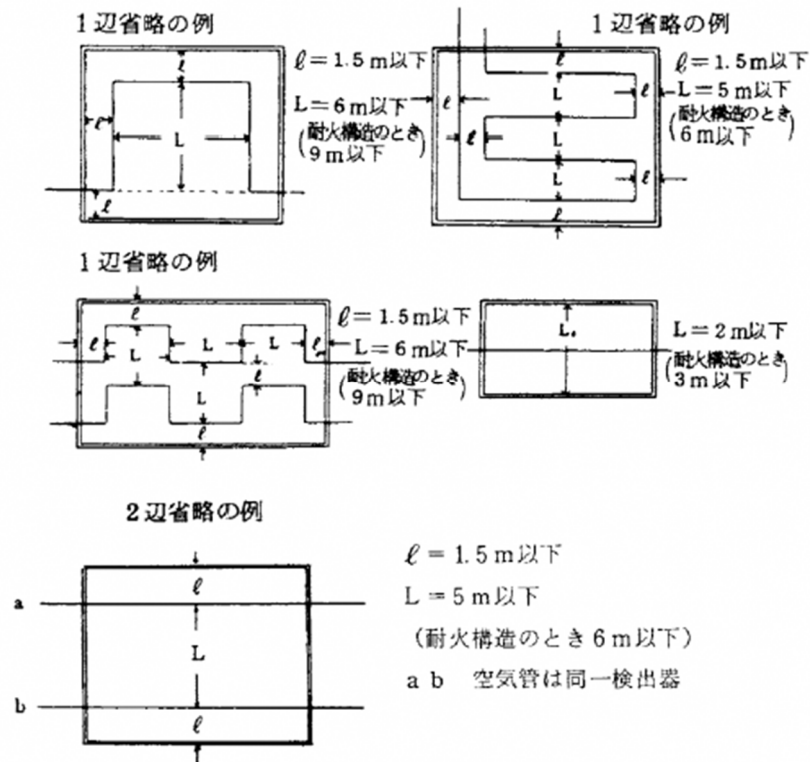 1辺省略の例
ℓ
ℓ
L
L
ℓ
ℓ=1.5m以下
L=6m以下
(耐火構造のとき
9m以下)
1辺省略の例
ℓ
ℓ
L
ℓ
ℓ
L
L
ℓ
ℓ
ℓ=1.5m以下
L=5m以下
(耐火構造のとき
6m以下)
1辺省略の例
ℓ
ℓ
L
L
L
ℓ
L
ℓ
ℓ
ℓ=1.5m以下
L=6m以下
(耐火構造のとき
9m以下)
L
L=2m以下
(耐火構造のとき
3m以下)
2辺省略の例
a
ℓ
L
b
ℓ
ℓ=1.5m以下
L=5m以下
(耐火構造のとき6m以下)
a b 空気管は同一検出器